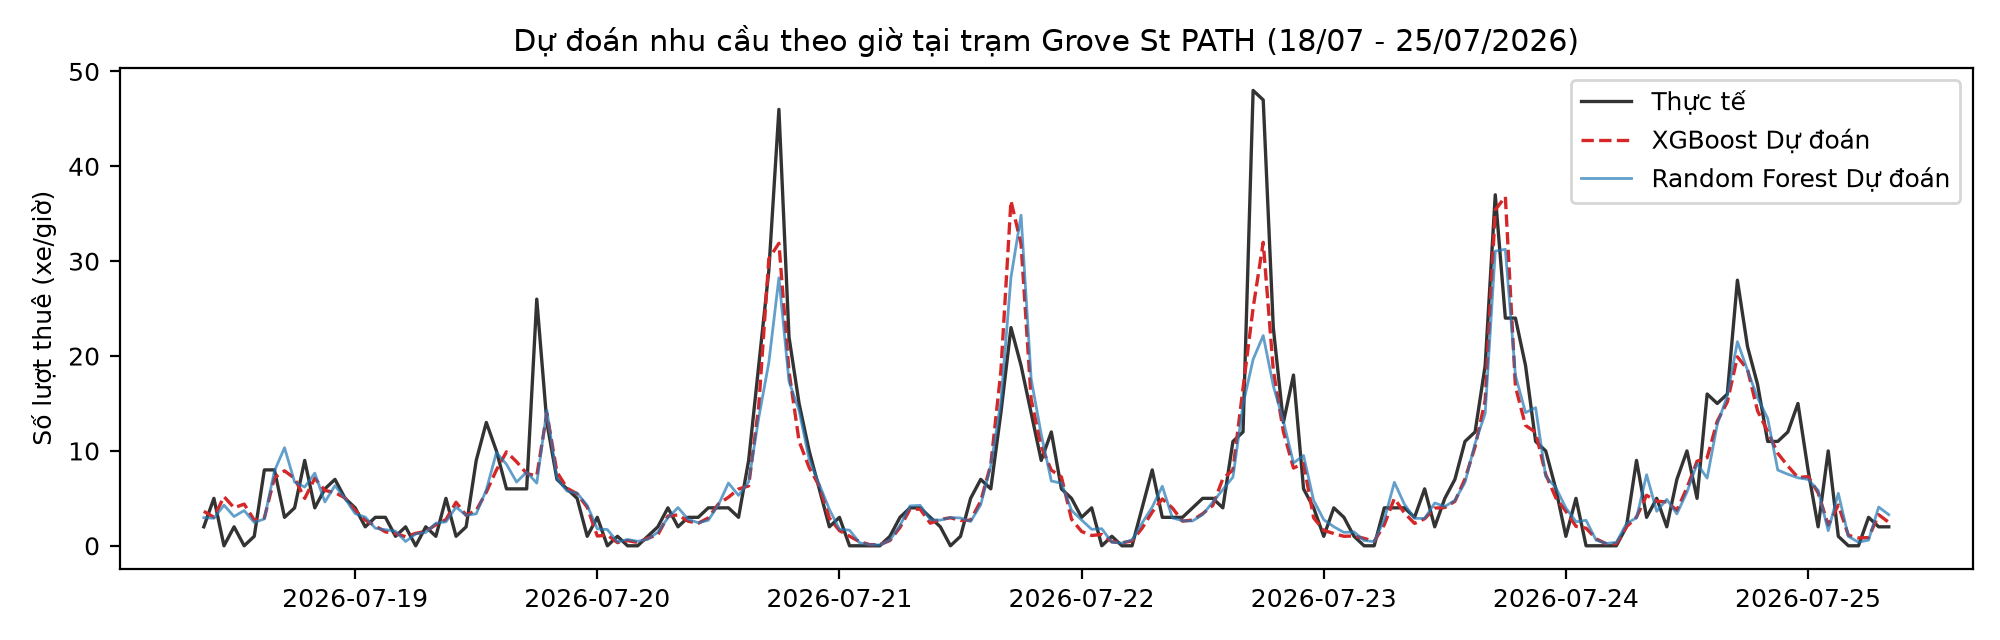 Dự đoán nhu cầu theo giờ tại trạm Grove St PATH (18/07 - 25/07/2026)
Số lượt thuê (xe/giờ)
50
40
30
20
10
0
Thực tế
XGBoost Dự đoán
Random Forest Dự đoán
2026-07-19
2026-07-20
2026-07-21
2026-07-22
2026-07-23
2026-07-24
2026-07-25